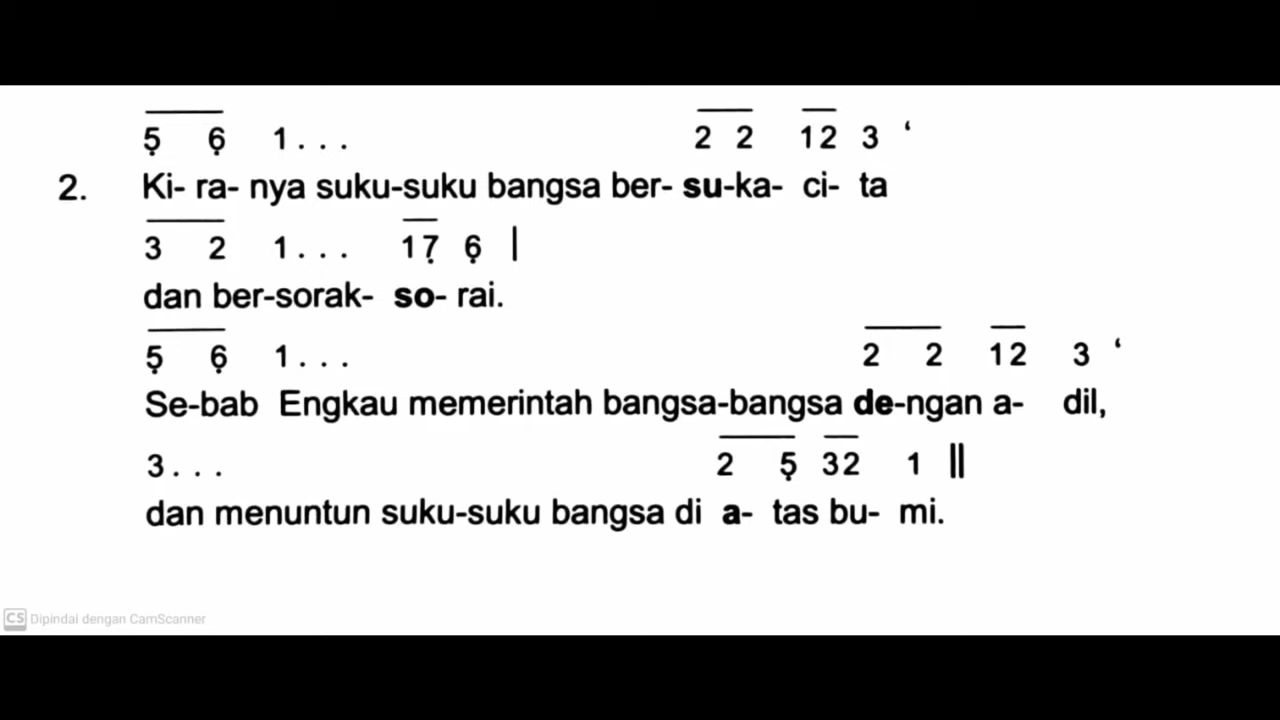 5̣ 6̣ 1 . . . 2 2 12 3 ‘
2. Ki- ra- nya suku-suku bangsa ber- su-ka- ci- ta
3 2 1 . . . 17̣ 6̣ |
dan ber-sorak- so- rai.
5̣ 6̣ 1 . . . 2 2 12 3 ‘
Se-bab Engkau memerintah bangsa-bangsa de-ngan a- dil,
3 . . . 2 5̣ 32 1 ||
dan menuntun suku-suku bangsa di a- tas bu- mi.
CS Dipindai dengan CamScanner